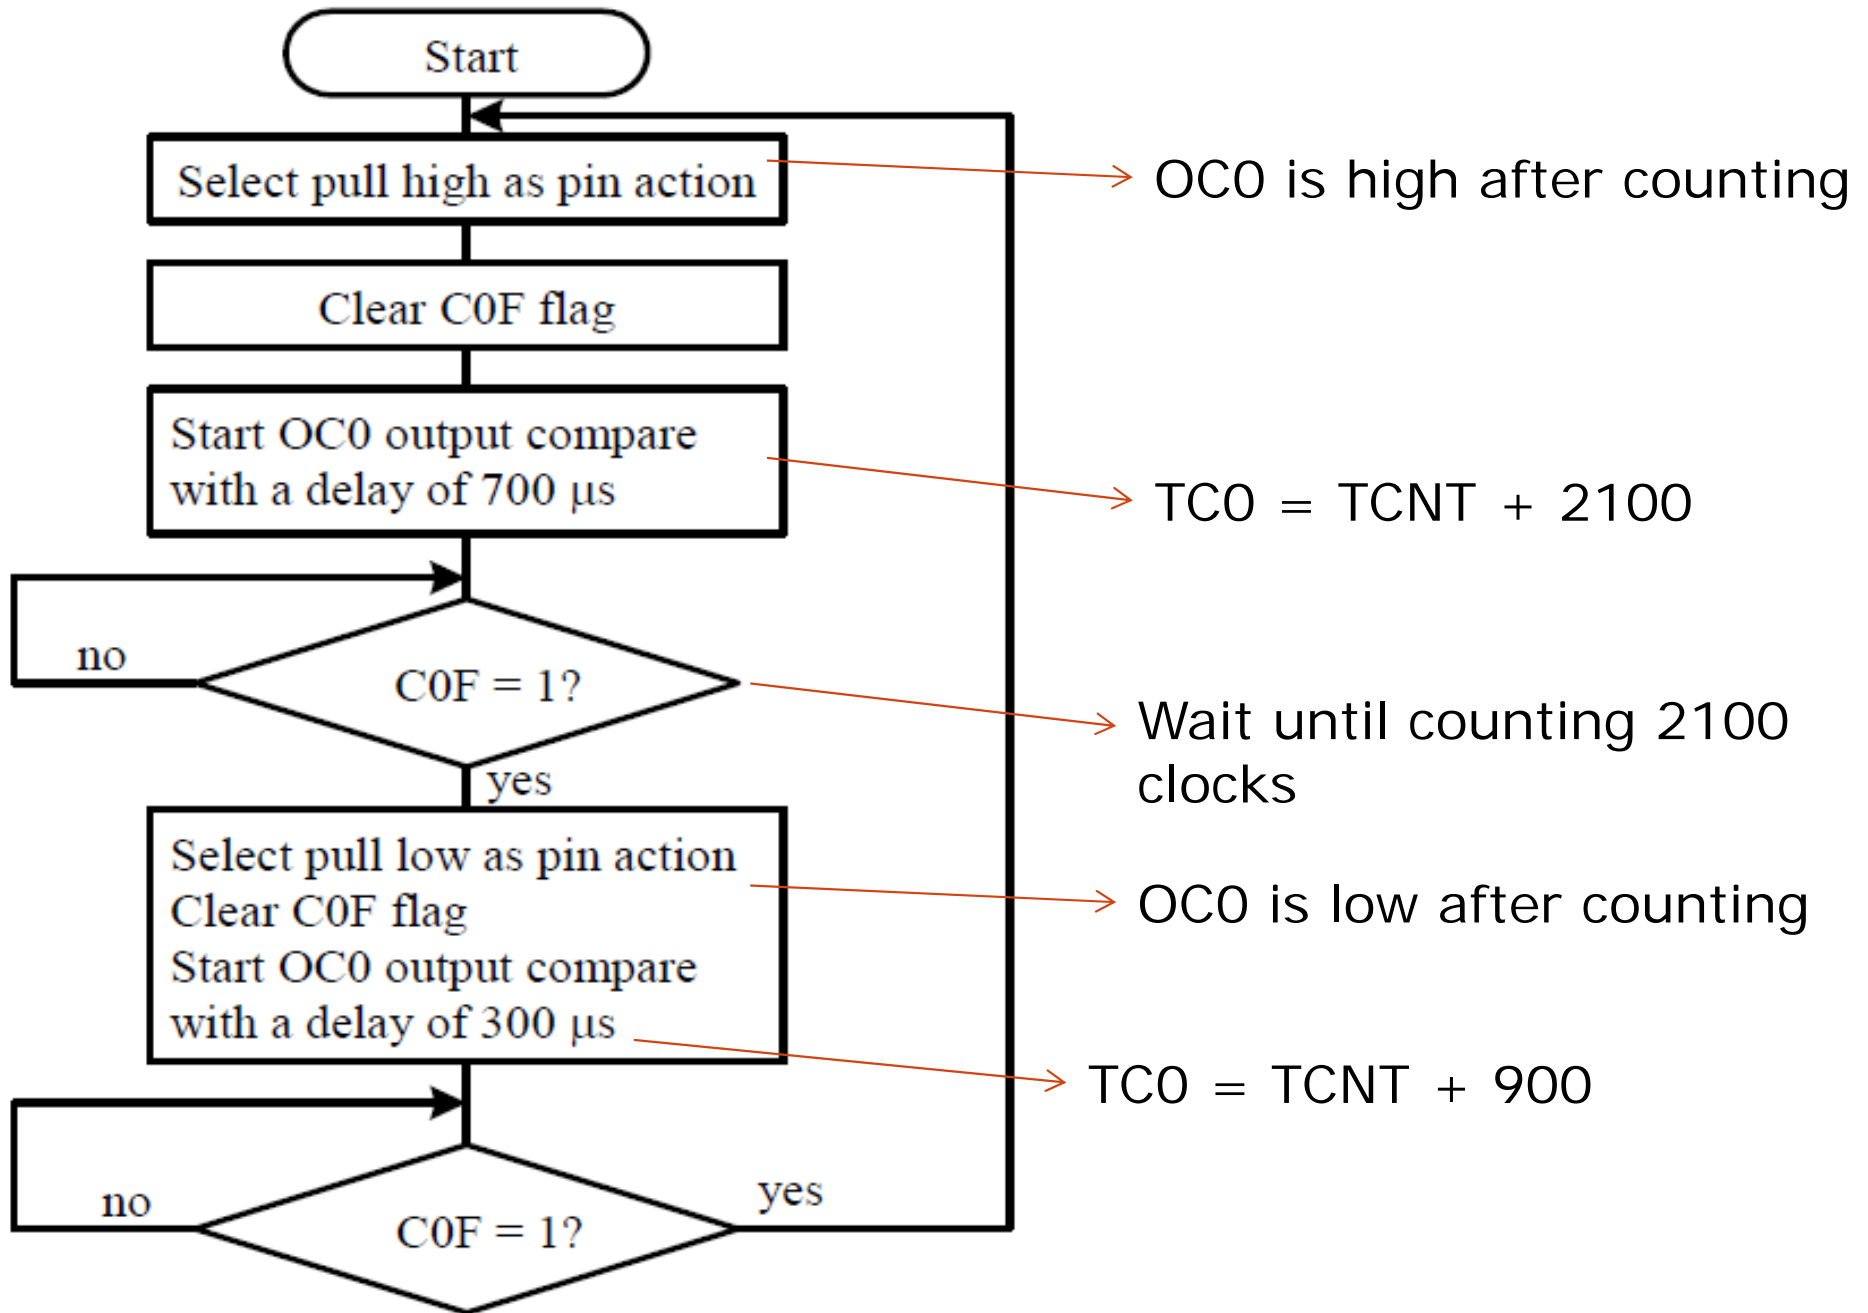 Start
Select pull high as pin action
OC0 is high after counting
Clear C0F flag
Start OC0 output compare
with a delay of 700 μs
TC0 = TCNT + 2100
no
C0F = 1?
Wait until counting 2100
clocks
yes
Select pull low as pin action
Clear C0F flag
Start OC0 output compare
with a delay of 300 μs
OC0 is low after counting
TC0 = TCNT + 900
no
C0F = 1?
yes